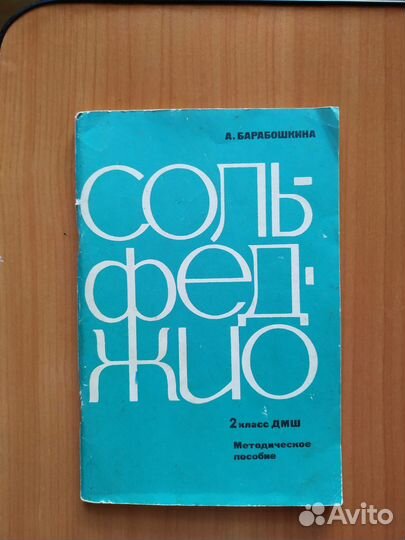 А. БАРАБОШКИНА
СОЛЬ-
ФЕД-
ЖИО
2 класс ДМШ
Методическое
пособие
Avito